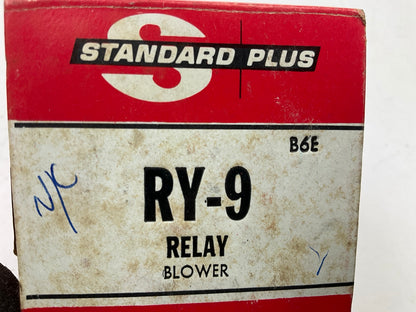 S
STANDARD PLUS
B6E
N/C
RY-9
RELAY
BLOWER